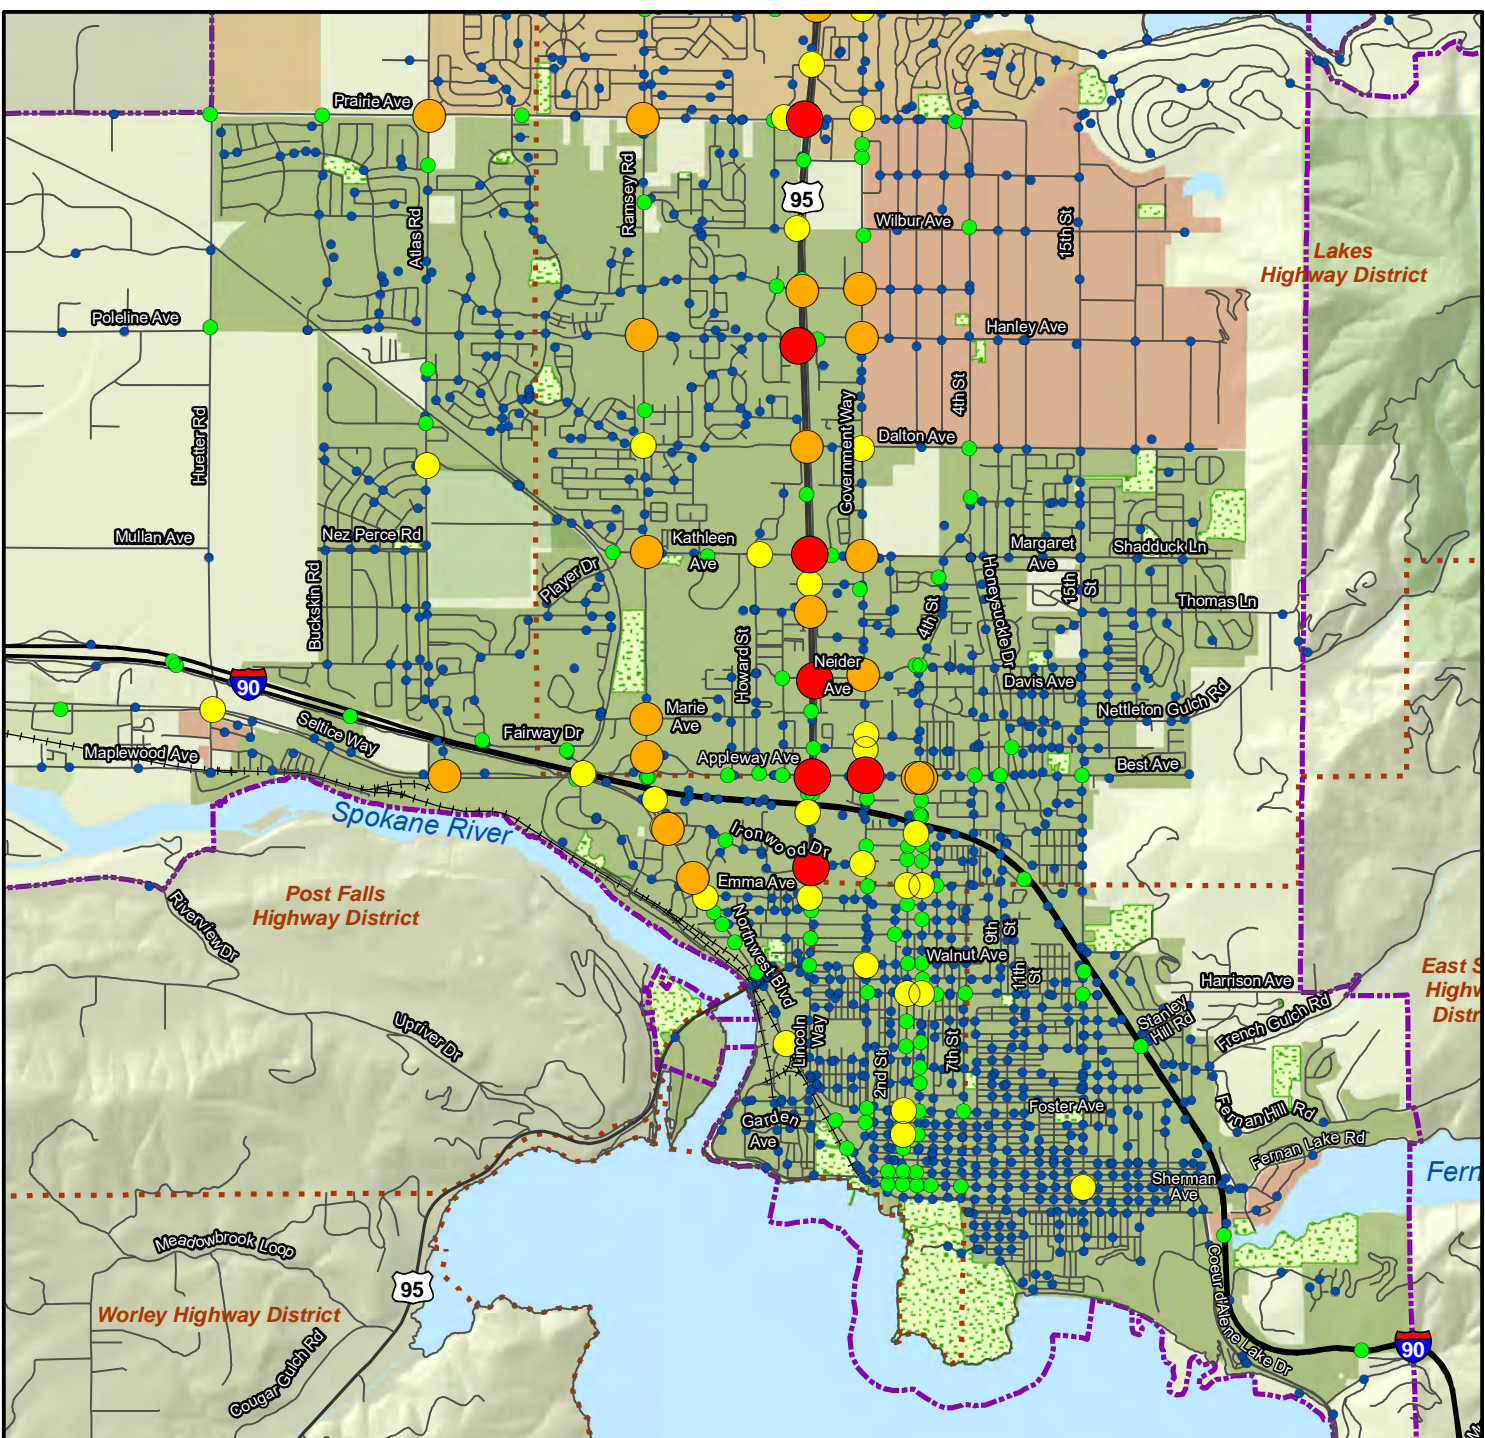 Prairie Ave
Ramsey Rd
95
Atlas Rd
Wilbur Ave
15th St
Lakes
Highway District
Poleline Ave
Hanley Ave
4th St
Huetter Rd
Government Way
Dalton Ave
Mullan Ave
Nez Perce Rd
Kathleen
Ave
Margaret
Ave
Shadduck Ln
Player Dr
Honeysuckle Dr
15th
St
Buckskin Rd
4th St
Thomas Ln
Howard St
Neider
Ave
Davis Ave
90
Nettleton Gulch Rd
Marie
Ave
Seltice Way
Fairway Dr
Maplewood Ave
Appleway Ave
Best Ave
Spokane River
Ironwood Dr
Emma Ave
Post Falls
Highway District
Riverview Dr
Northwest Blvd
9th
St
Walnut Ave
11th
St
Harrison Ave
East S
Highw
Distr
Stanley
Hill Rd
French Gulch Rd
Upriver Dr
Lincoln
Way
2nd St
7th St
Foster Ave
Fernan Hill Rd
Garden
Ave
Fernan Lake Rd
Sherman
Ave
Fern
Meadowbrook Loop
95
Coeur d'Alene Lake Dr
Worley Highway District
Cougar Gulch Rd
90